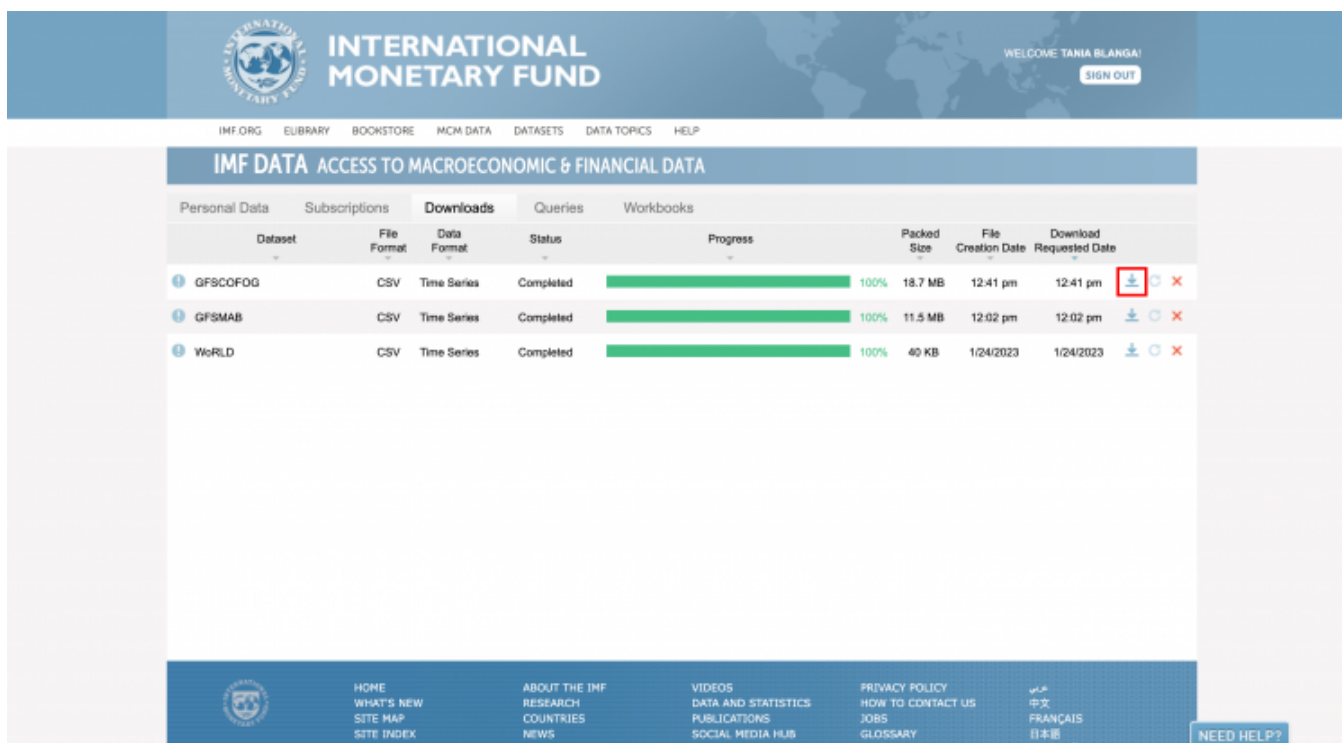 INTERNATIONAL
MONETARY FUND
WELCOME TANIA BLANGA!
SIGN OUT
IMF.ORG ELIBRARY BOOKSTORE MCM DATA DATASETS DATA TOPICS HELP
IMF DATA ACCESS TO MACROECONOMIC & FINANCIAL DATA
Personal Data Subscriptions Downloads Queries Workbooks
Dataset File Format Data Format Status Progress Packed Size File Creation Date Download Requested Date
GFSCOFOG CSV Time Series Completed 100% 18.7 MB 12:41 pm 12:41 pm
GFSMAB CSV Time Series Completed 100% 11.5 MB 12:02 pm 12:02 pm
WoRLD CSV Time Series Completed 100% 40 KB 1/24/2023 1/24/2023
HOME ABOUT THE IMF VIDEOS PRIVACY POLICY عربي
WHAT'S NEW RESEARCH DATA AND STATISTICS HOW TO CONTACT US 中文
SITE MAP COUNTRIES PUBLICATIONS JOBS FRANÇAIS
SITE INDEX NEWS SOCIAL MEDIA HUB GLOSSARY 日本語
NEED HELP?